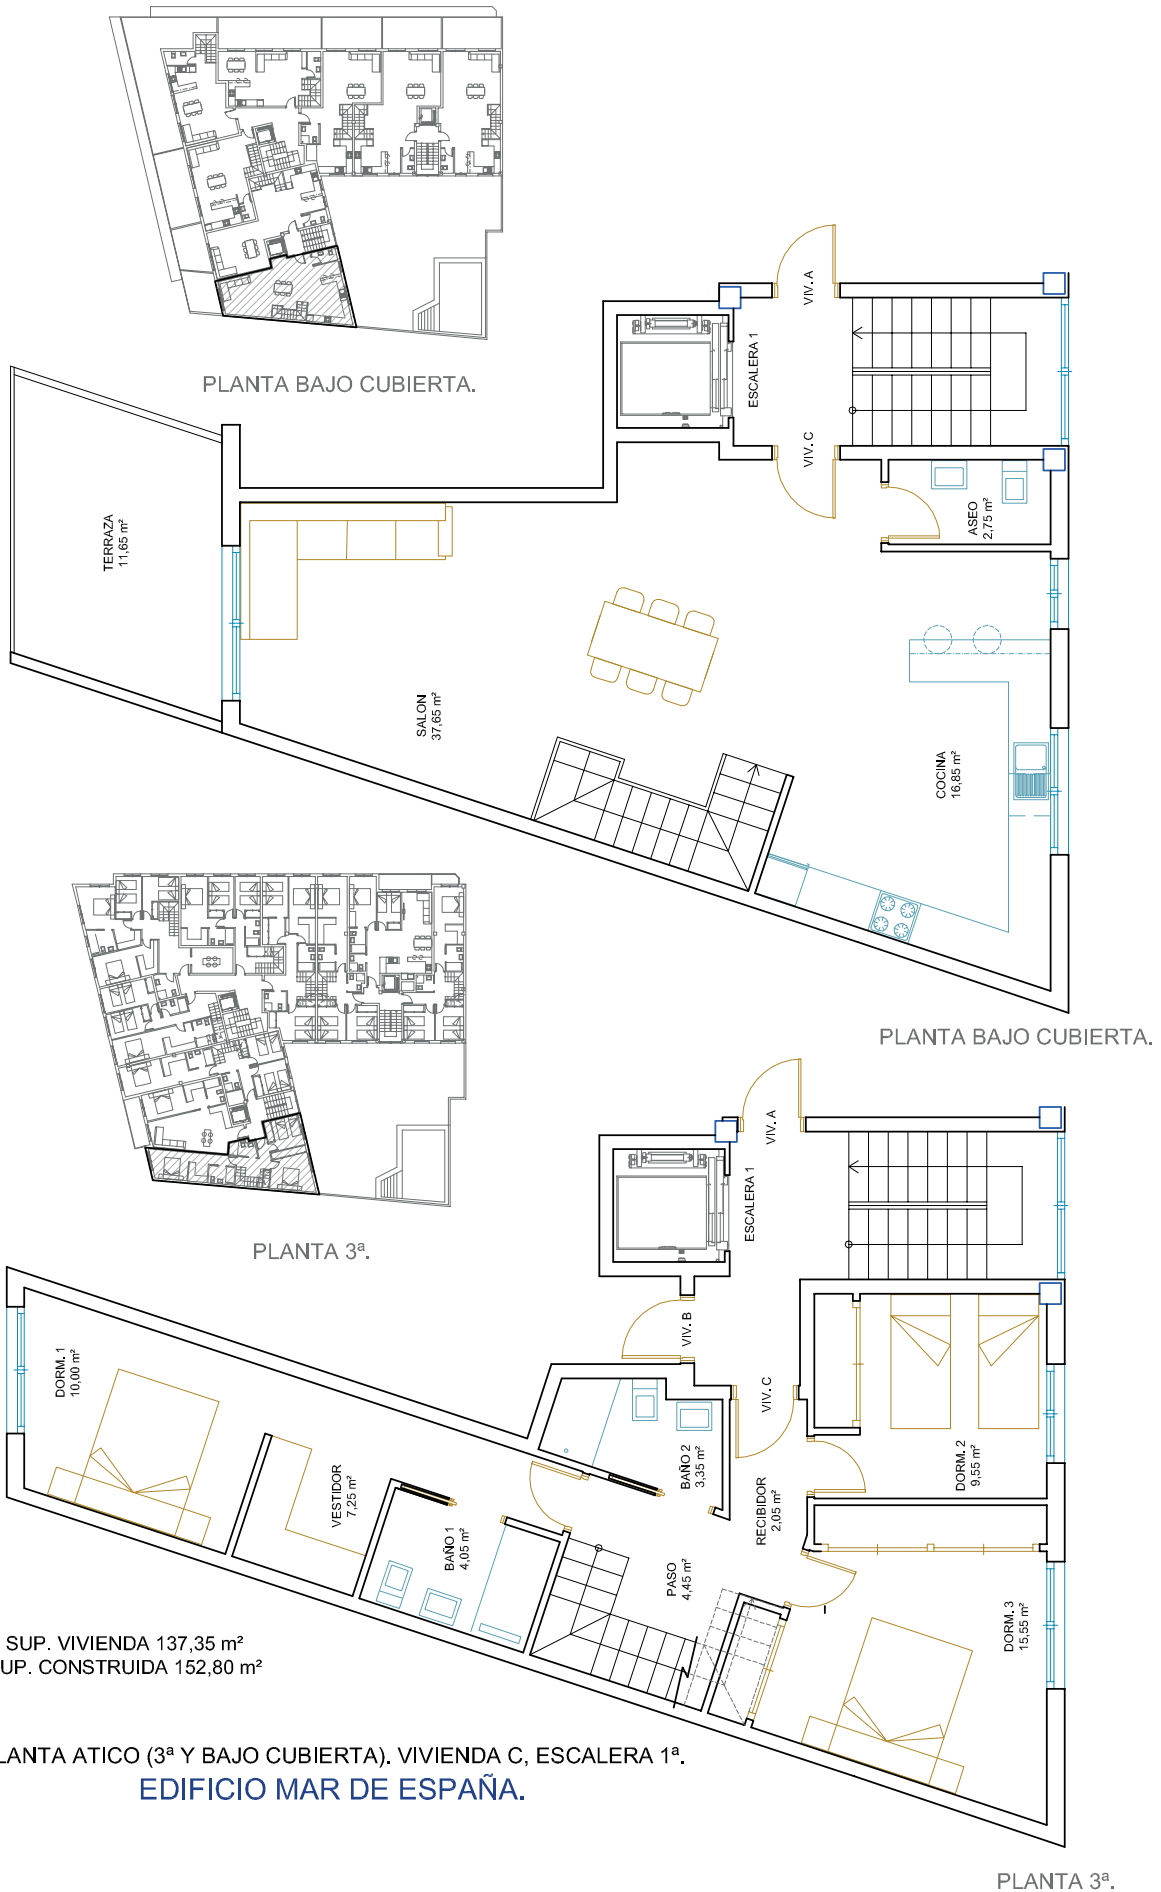 PLANTA BAJO CUBIERTA.
VIV. A
ESCALERA 1
VIV. C
ASEO
2,75 m²
TERRAZA
11,65 m²
SALON
37,65 m²
COCINA
16,85 m²
PLANTA BAJO CUBIERTA.
PLANTA 3ª.
VIV. A
ESCALERA 1
VIV. B
VIV. C
DORM. 1
10,00 m²
VESTIDOR
7,25 m²
BAÑO 1
4,05 m²
BAÑO 2
3,35 m²
RECIBIDOR
2,05 m²
PASO
4,45 m²
DORM. 2
9,55 m²
DORM. 3
15,55 m²
SUP. VIVIENDA 137,35 m²
UP. CONSTRUIDA 152,80 m²
LANTA ATICO (3ª Y BAJO CUBIERTA). VIVIENDA C, ESCALERA 1ª.
EDIFICIO MAR DE ESPAÑA.
PLANTA 3ª.